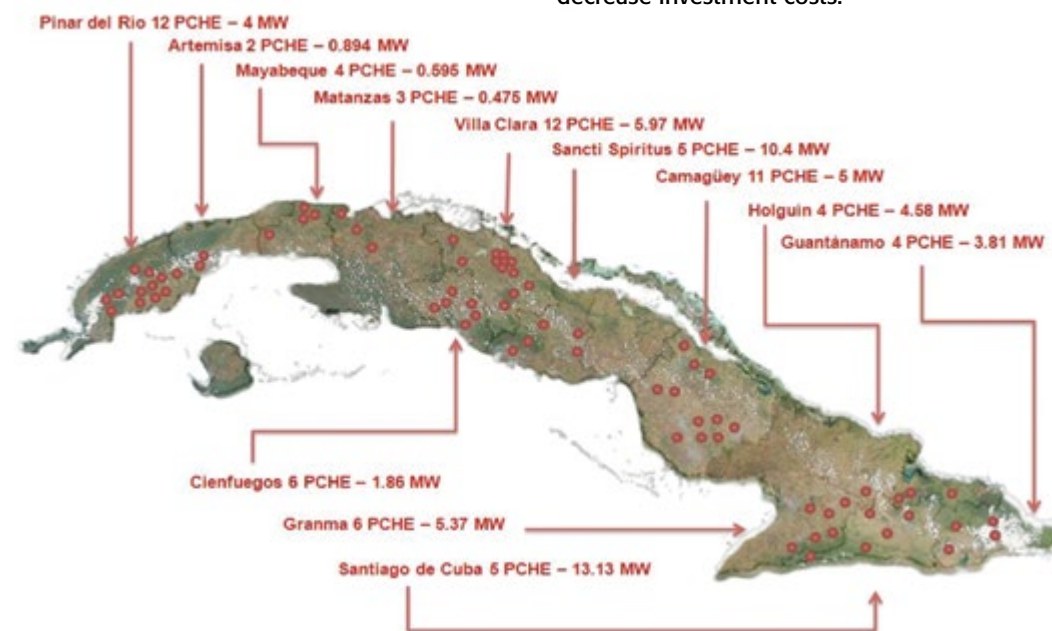 decrease investment costs.
Pinar del Rio 12 PCHE – 4 MW
Artemisa 2 PCHE – 0.894 MW
Mayabeque 4 PCHE – 0.595 MW
Matanzas 3 PCHE – 0.475 MW
Villa Clara 12 PCHE – 5.97 MW
Sancti Spiritus 5 PCHE – 10.4 MW
Camagüey 11 PCHE – 5 MW
Holguin 4 PCHE – 4.58 MW
Guantánamo 4 PCHE – 3.81 MW
Cienfuegos 6 PCHE – 1.86 MW
Granma 6 PCHE – 5.37 MW
Santiago de Cuba 5 PCHE – 13.13 MW